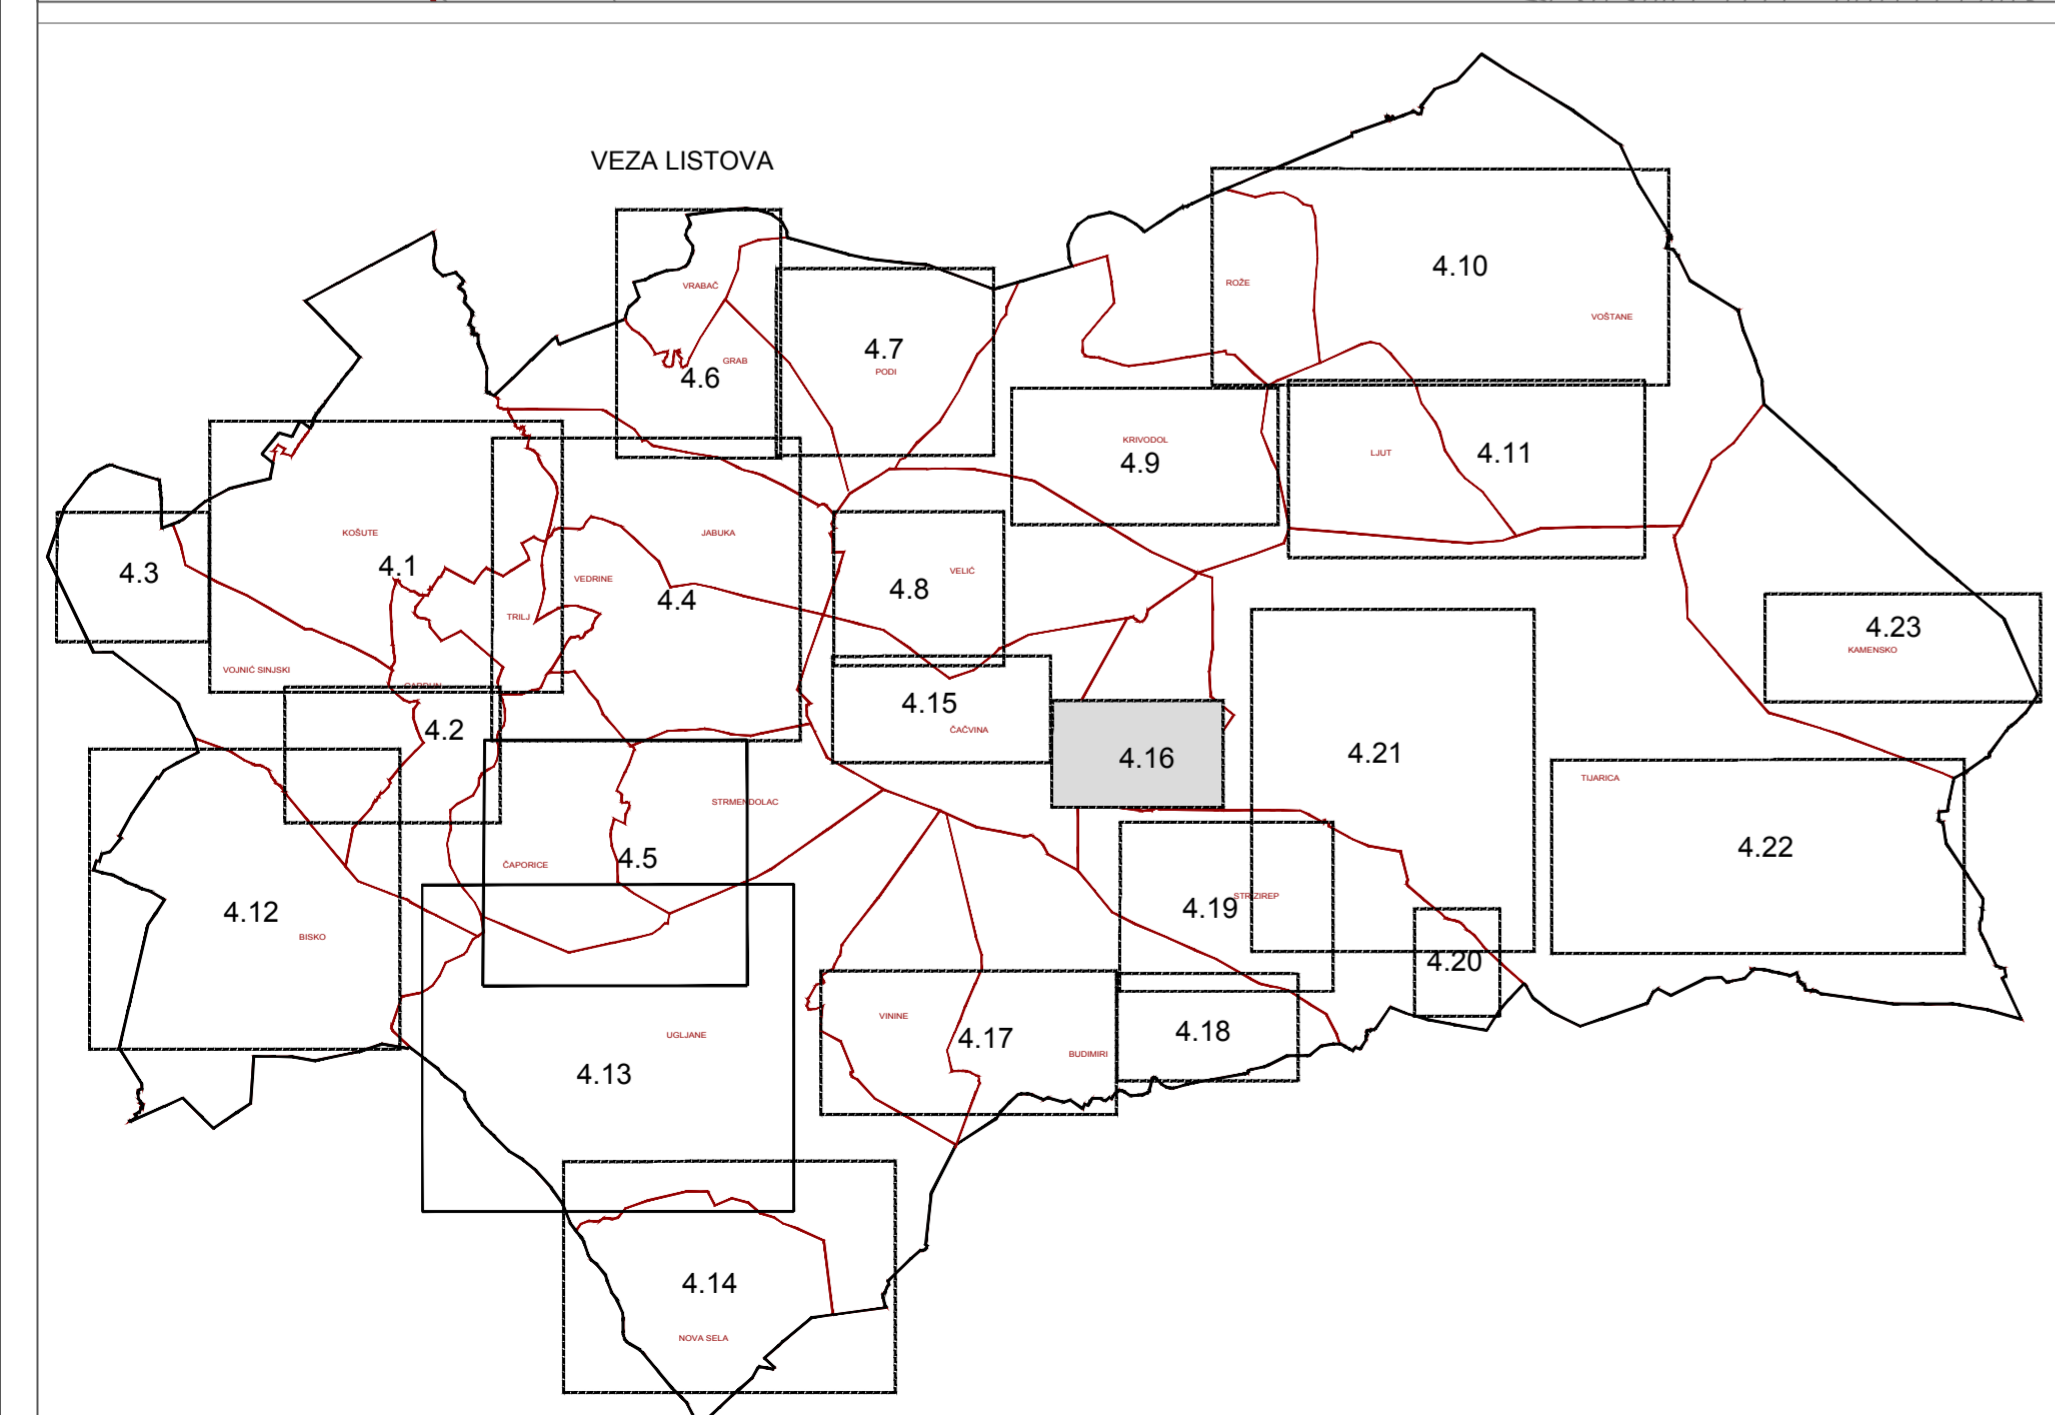 VEZA LISTOVA
4.10
ROŽE
VRABAČ
VOŠTANE
4.7
GRAB
PODI
4.6
KRIVODOL
4.9
LJUT
4.11
KOŠUTE
JABUKA
4.3
4.1
VEDRINE
4.4
VELIĆ
4.8
TRILJ
4.23
KAMENSKO
VOJNIĆ SINJSKI
GARDUN
4.2
4.15
ČAČVINA
4.16
4.21
TIJARICA
STRMENDOLAC
4.5
ČAPORICE
4.22
4.12
BISKO
4.19
STRIZIREP
4.20
VININE
4.17
BUDIMIRI
4.18
UGLJANE
4.13
4.14
NOVA SELA